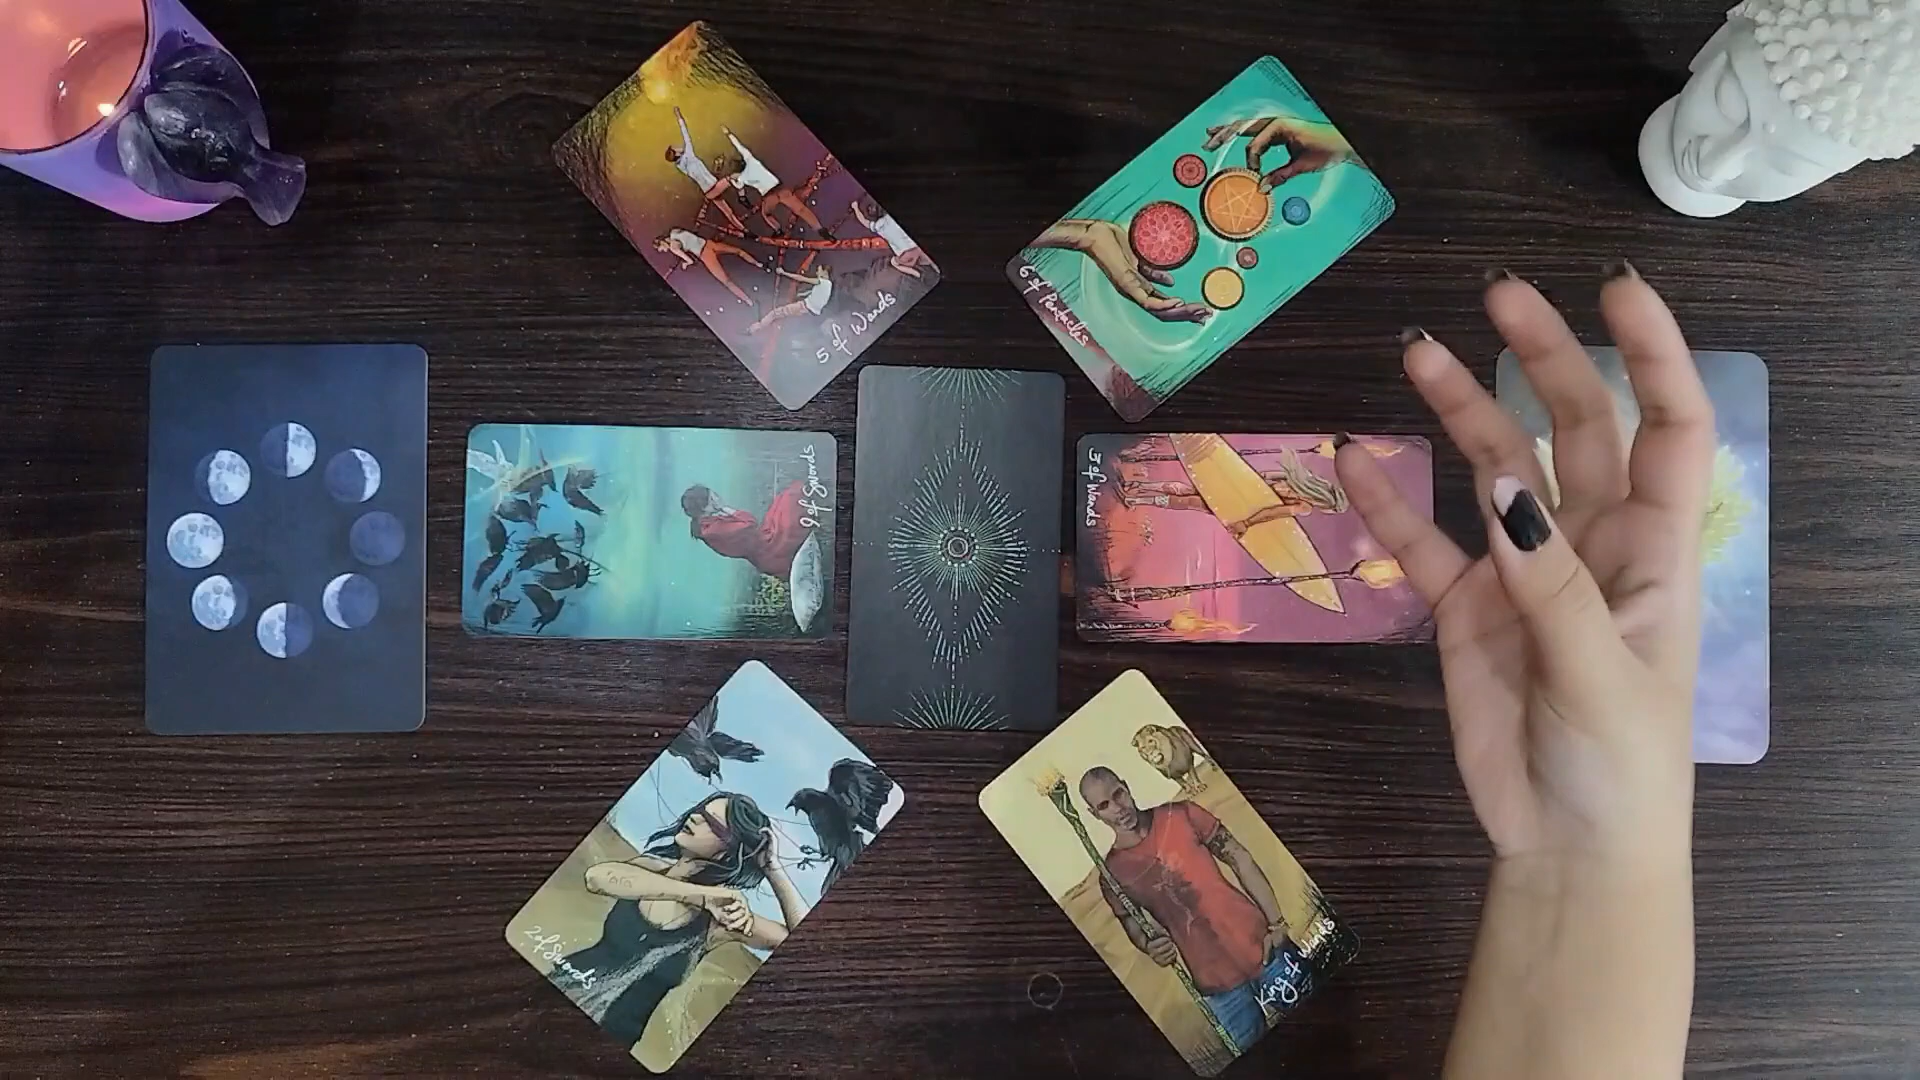 5 of Wands
6 of Pentacles
9 of Swords
3 of Wands
2 of Swords
King of Wands